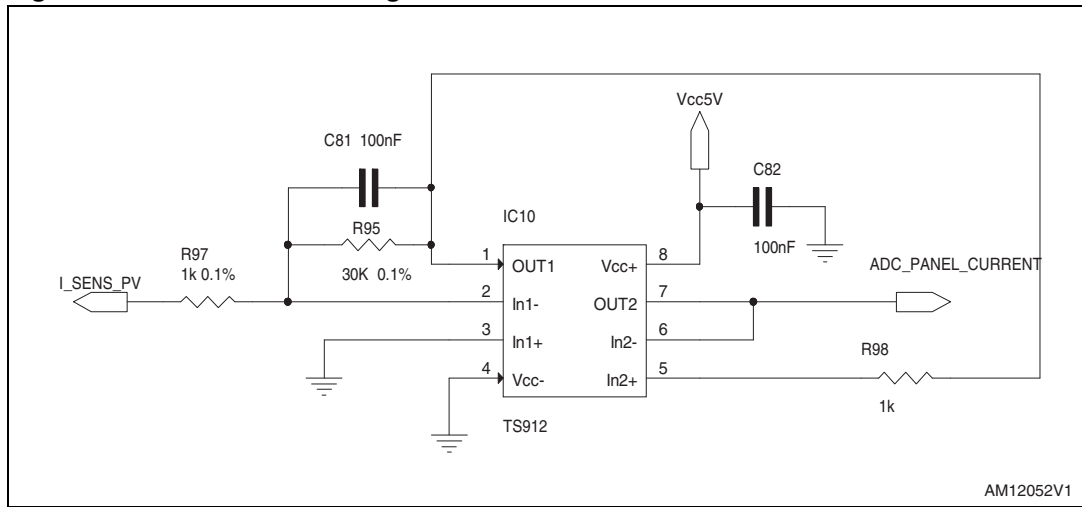 Vcc5V
C81 100nF
C82
IC10
R95
100nF
R97
1k 0.1%
30K 0.1%
1
OUT1
Vcc+
8
ADC_PANEL_CURRENT
I_SENS_PV
2
In1-
OUT2
7
3
In1+
In2-
6
R98
4
Vcc-
In2+
5
1k
TS912
AM12052V1